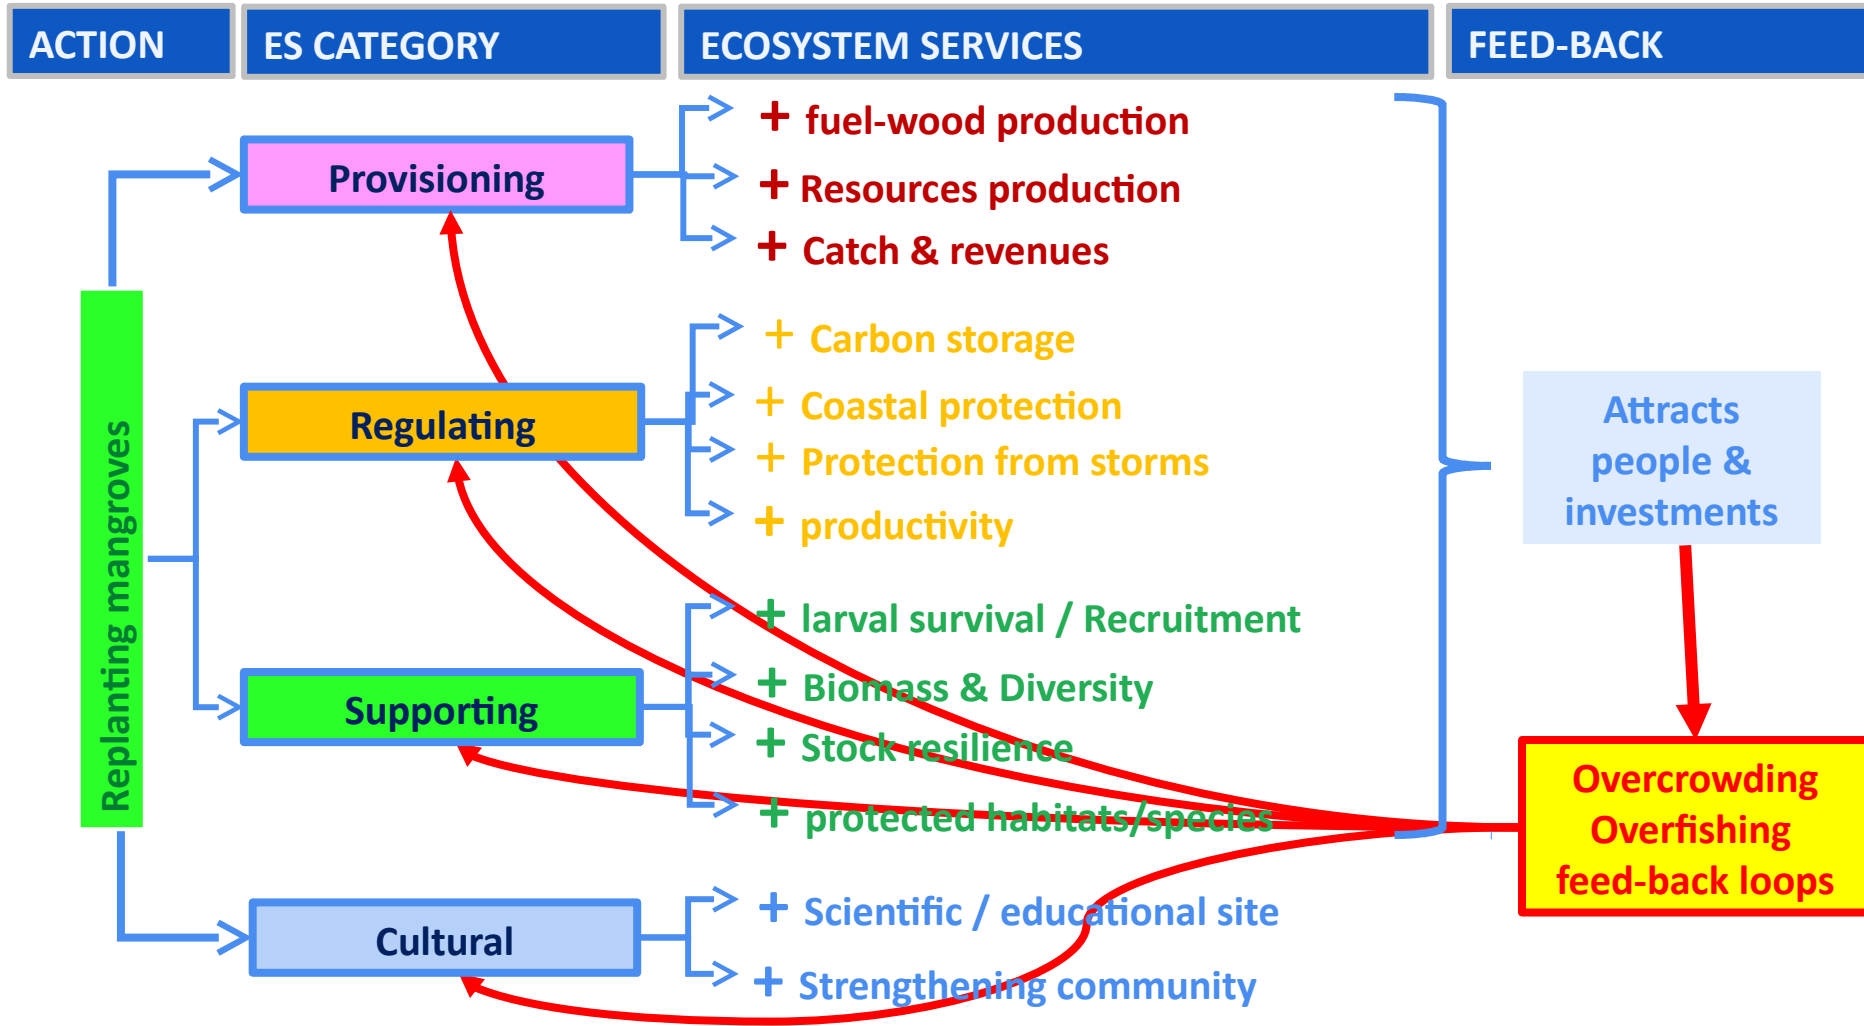 ACTION
ES CATEGORY
ECOSYSTEM SERVICES
FEED-BACK
Replanting mangroves
Provisioning
+ fuel-wood production
+ Resources production
+ Catch & revenues
Regulating
+ Carbon storage
+ Coastal protection
+ Protection from storms
+ productivity
Supporting
+ larval survival / Recruitment
+ Biomass & Diversity
+ Stock resilience
+ protected habitats/species
Cultural
+ Scientific / educational site
+ Strengthening community
Attracts
people &
investments
Overcrowding
Overfishing
feed-back loops